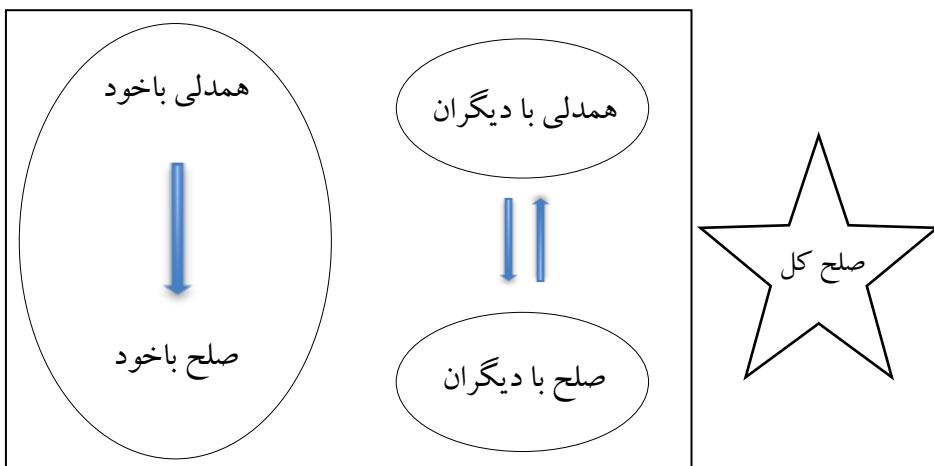 همدلی باخود
همدلی با دیگران
صلح کل
صلح باخود
صلح با دیگران